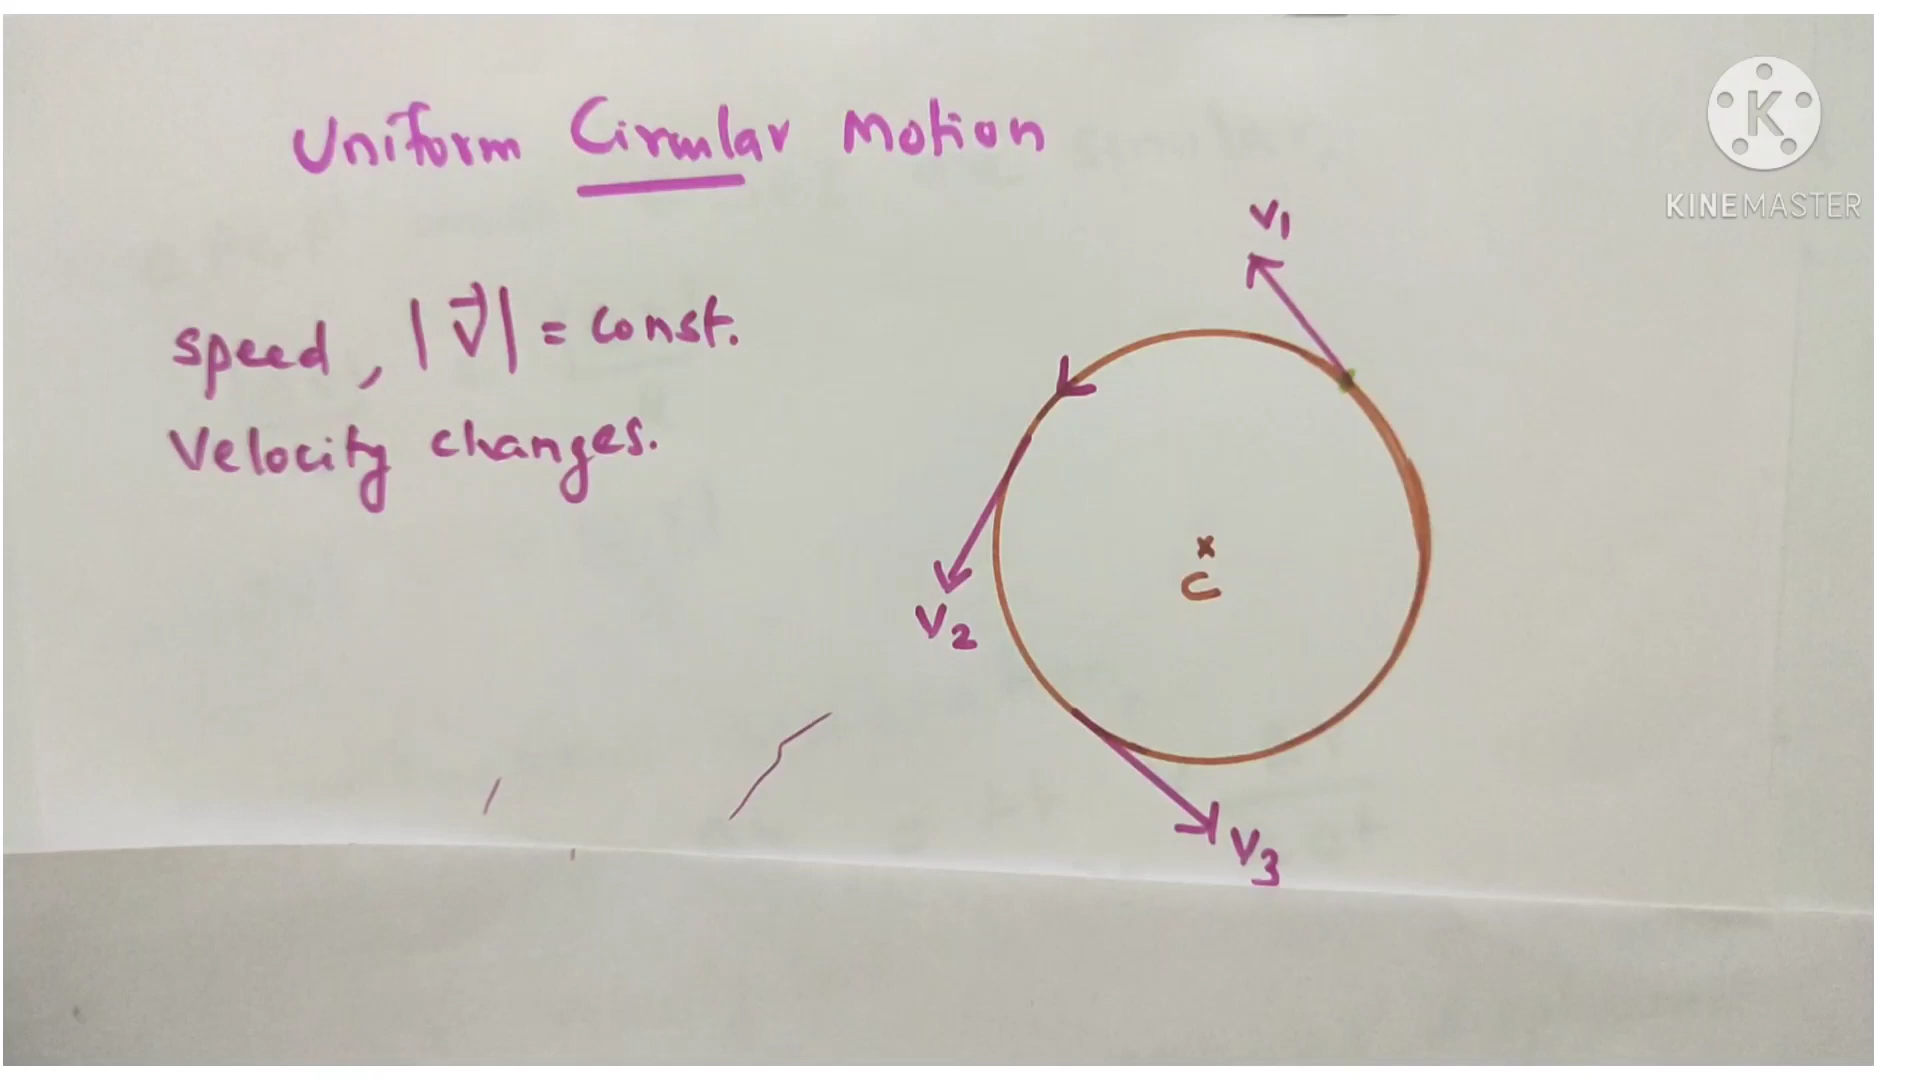 Uniform Circular Motion
speed, |v⃗| = const.
Velocity changes.
V1
V2
C
V3
K
KINEMASTER